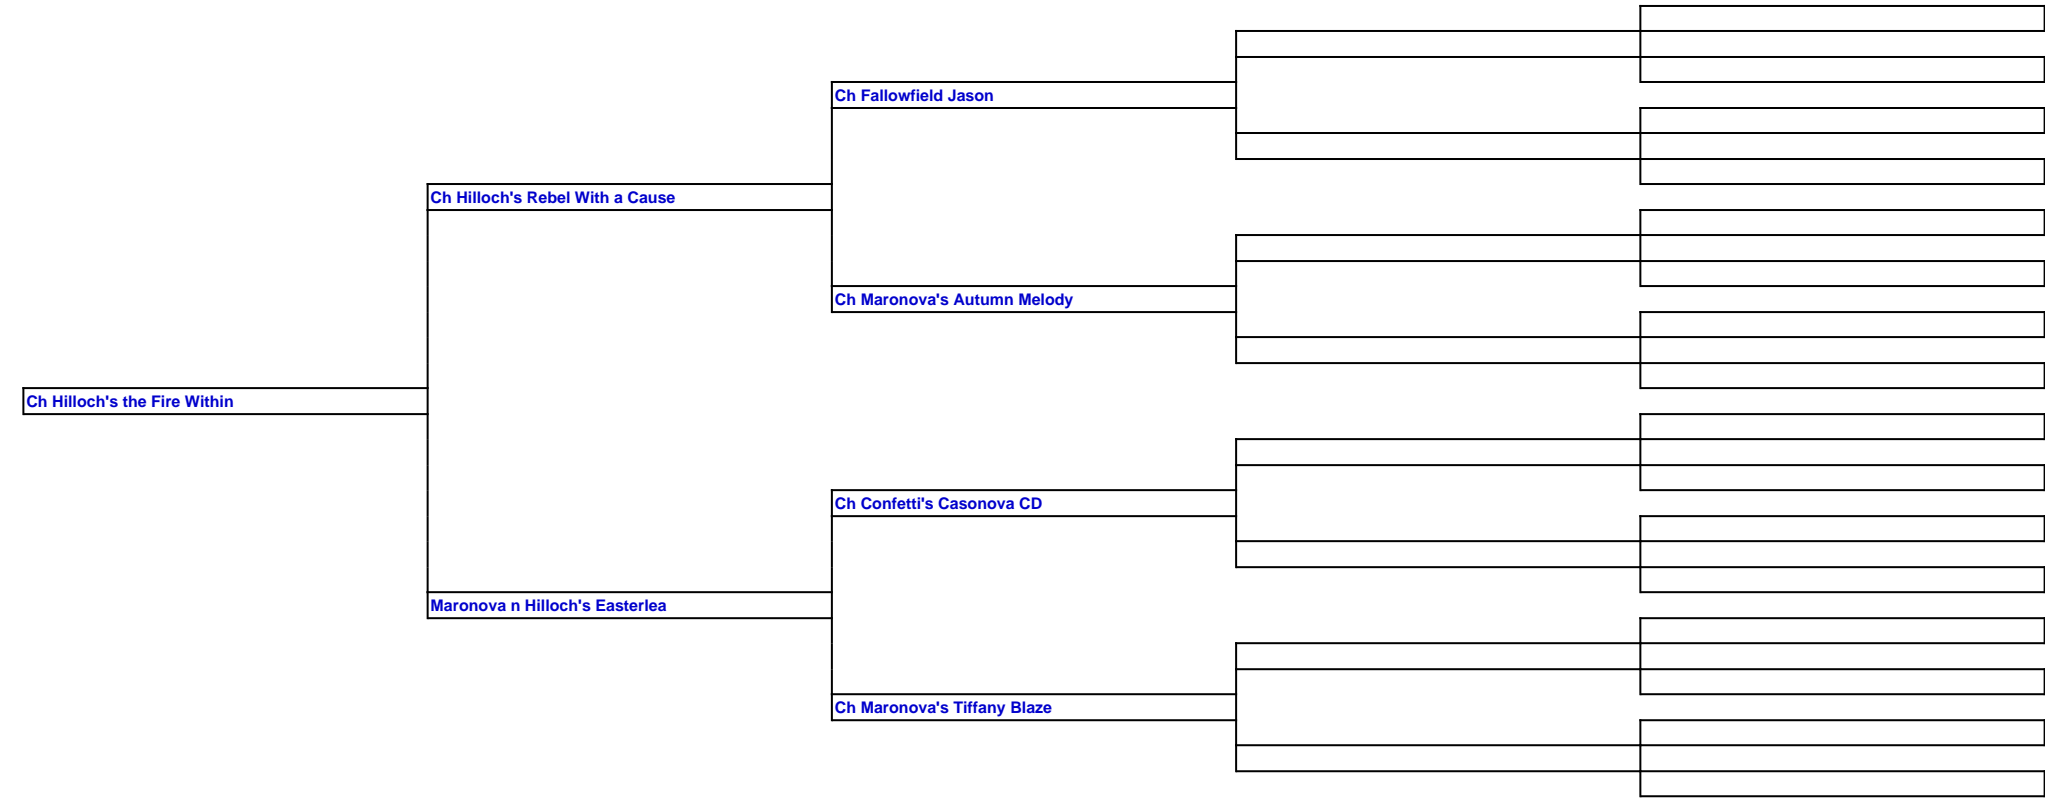 Ch Fallowfield Jason
Ch Hilloch's Rebel With a Cause
Ch Maronova's Autumn Melody
Ch Hilloch's the Fire Within
Ch Confetti's Casonova CD
Maronova n Hilloch's Easterlea
Ch Maronova's Tiffany Blaze